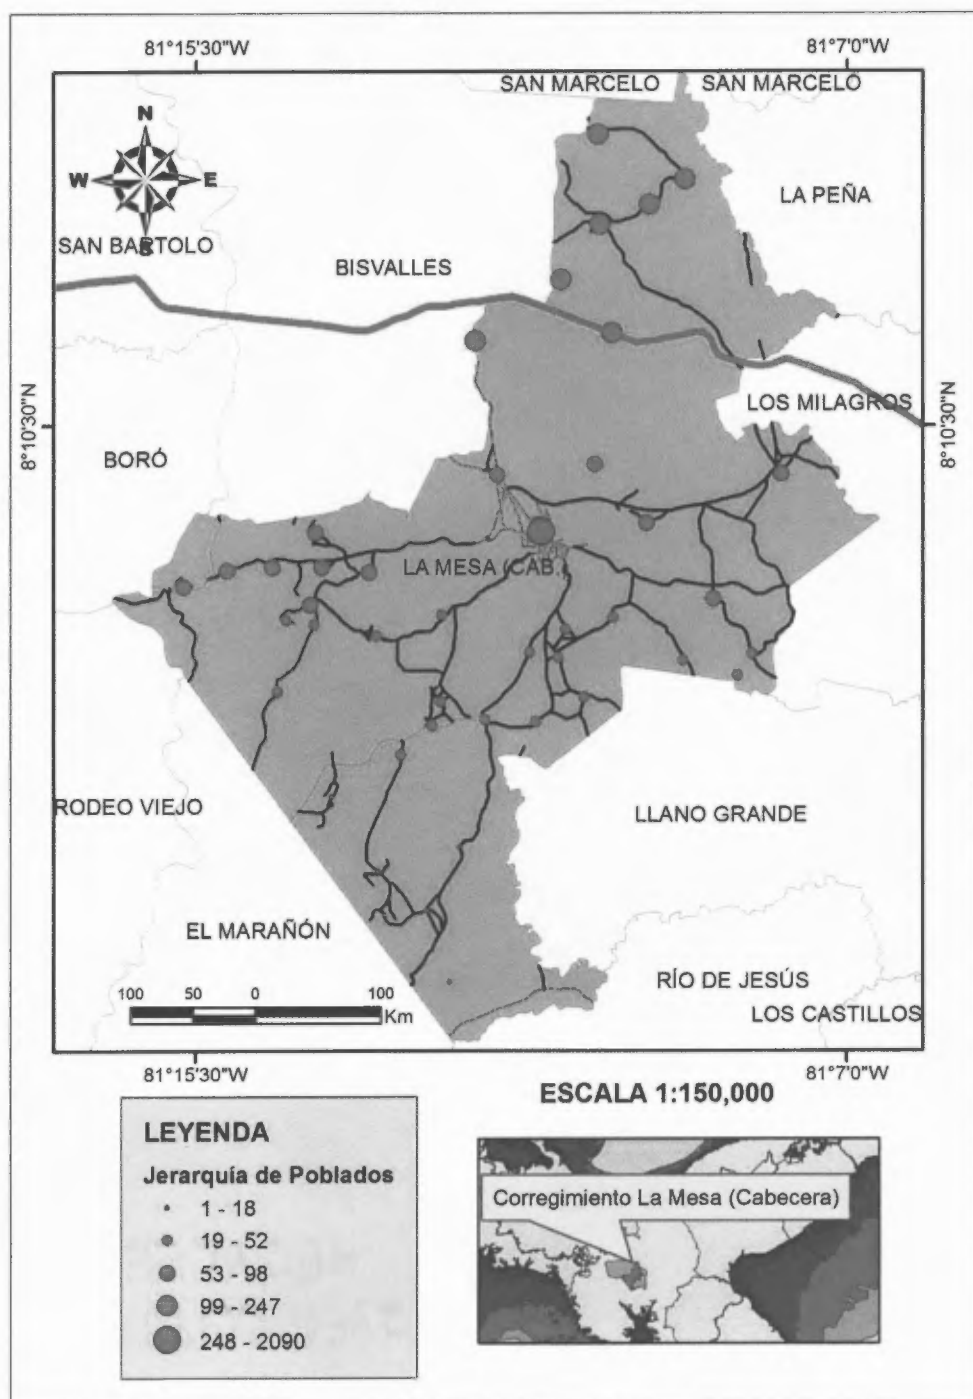 81°15'30"W 81°7'0"W
SAN MARCELO SAN MARCELO
N
W E
S
LA PEÑA
SAN BARTOLO
BISVALLES
8°10'30"N 8°10'30"N
LOS MILAGROS
BORÓ
LA MESA (CAB.)
RODEO VIEJO
LLANO GRANDE
EL MARAÑÓN
RÍO DE JESÚS
100 50 0 100
Km
LOS CASTILLOS
81°15'30"W 81°7'0"W
ESCALA 1:150,000
LEYENDA
Jerarquía de Poblados
1 - 18
19 - 52
53 - 98
99 - 247
248 - 2090
Corregimiento La Mesa (Cabecera)